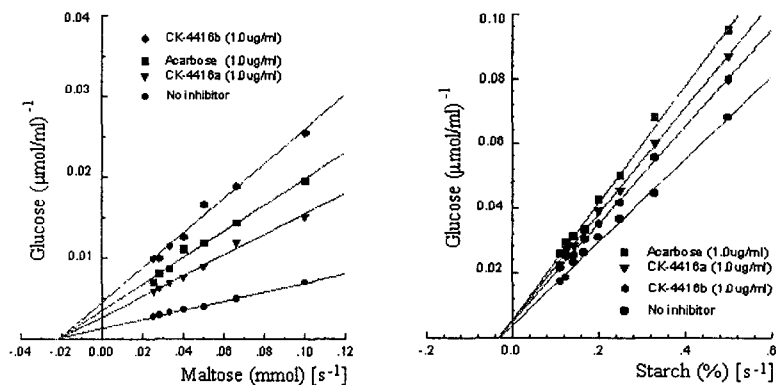 0.04
0.03
0.02
0.01
Glucose (µmol/ml)⁻¹
CK-4416b (1.0ug/ml)
Acarbose (1.0ug/ml)
CK-4416a (1.0ug/ml)
No inhibitor
-.04 -.02 0.00 .02 .04 .06 .08 .10 .12
Maltose (mmol) [s⁻¹]
0.10
0.08
0.06
0.04
0.02
Glucose (µmol/ml)⁻¹
Acarbose (1.0ug/ml)
CK-4416a (1.0ug/ml)
CK-4416b (1.0ug/ml)
No inhibitor
-.2 0.0 .2 .4 .6
Starch (%) [s⁻¹]